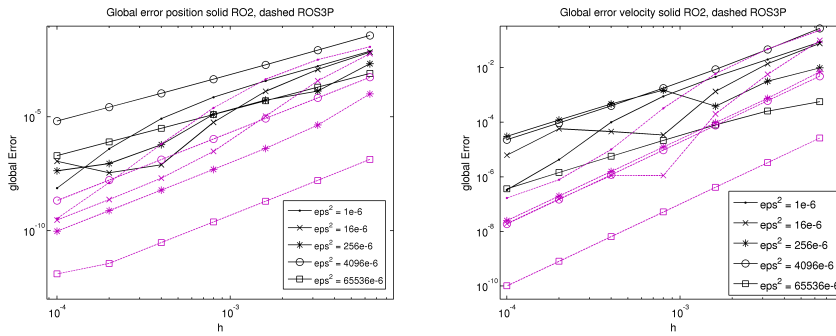 Global error position solid RO2, dashed ROS3P
global Error
10^-5
10^-10
10^-4
10^-3
h
eps^2 = 1e-6
eps^2 = 16e-6
eps^2 = 256e-6
eps^2 = 4096e-6
eps^2 = 65536e-6
Global error velocity solid RO2, dashed ROS3P
global Error
10^-2
10^-4
10^-6
10^-8
10^-10
10^-4
10^-3
h
eps^2 = 1e-6
eps^2 = 16e-6
eps^2 = 256e-6
eps^2 = 4096e-6
eps^2 = 65536e-6